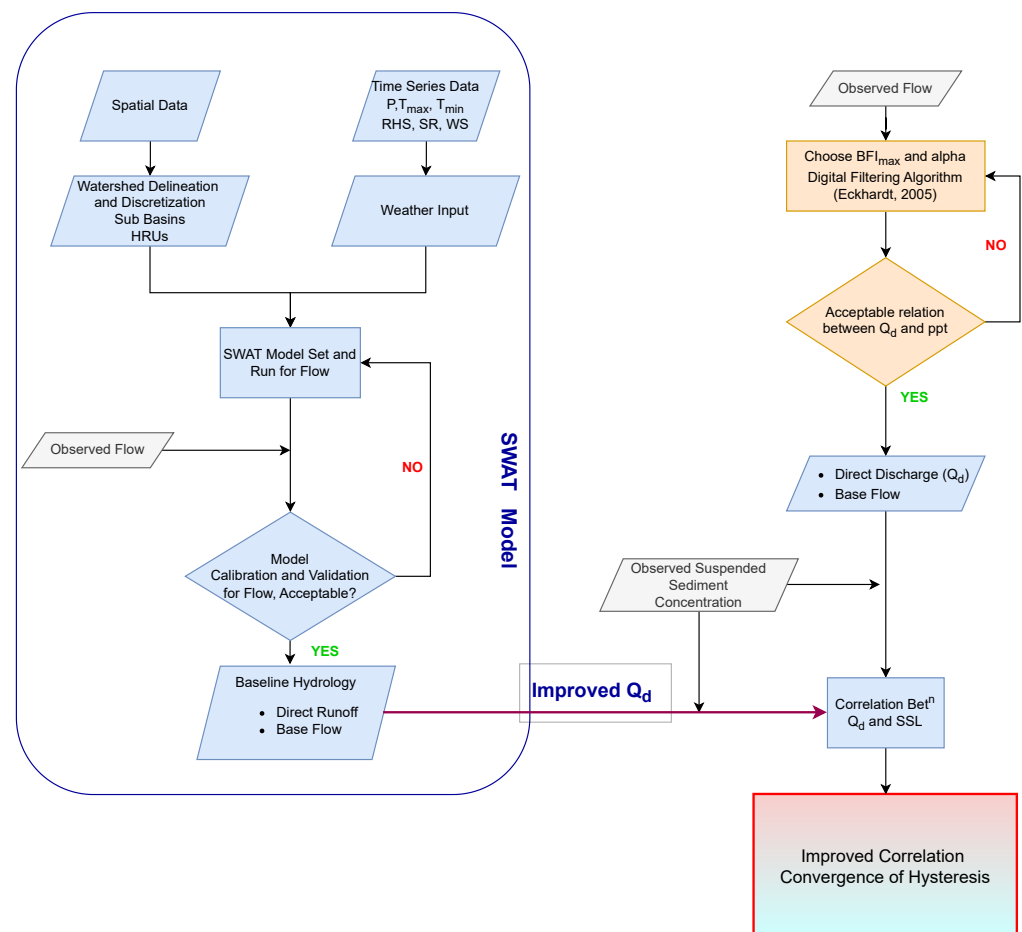 Spatial Data
Time Series Data
P,Tmax, Tmin
RHS, SR, WS
Watershed Delineation
and Discretization
Sub Basins
HRUs
Weather Input
SWAT Model Set and
Run for Flow
Observed Flow
NO
Model
Calibration and Validation
for Flow, Acceptable?
YES
Baseline Hydrology
• Direct Runoff
• Base Flow
SWAT Model
Improved Qd
Observed Flow
Choose BFImax and alpha
Digital Filtering Algorithm
(Eckhardt, 2005)
NO
Acceptable relation
between Qd and ppt
YES
• Direct Discharge (Qd)
• Base Flow
Observed Suspended
Sediment
Concentration
Correlation Betⁿ
Qd and SSL
Improved Correlation
Convergence of Hysteresis